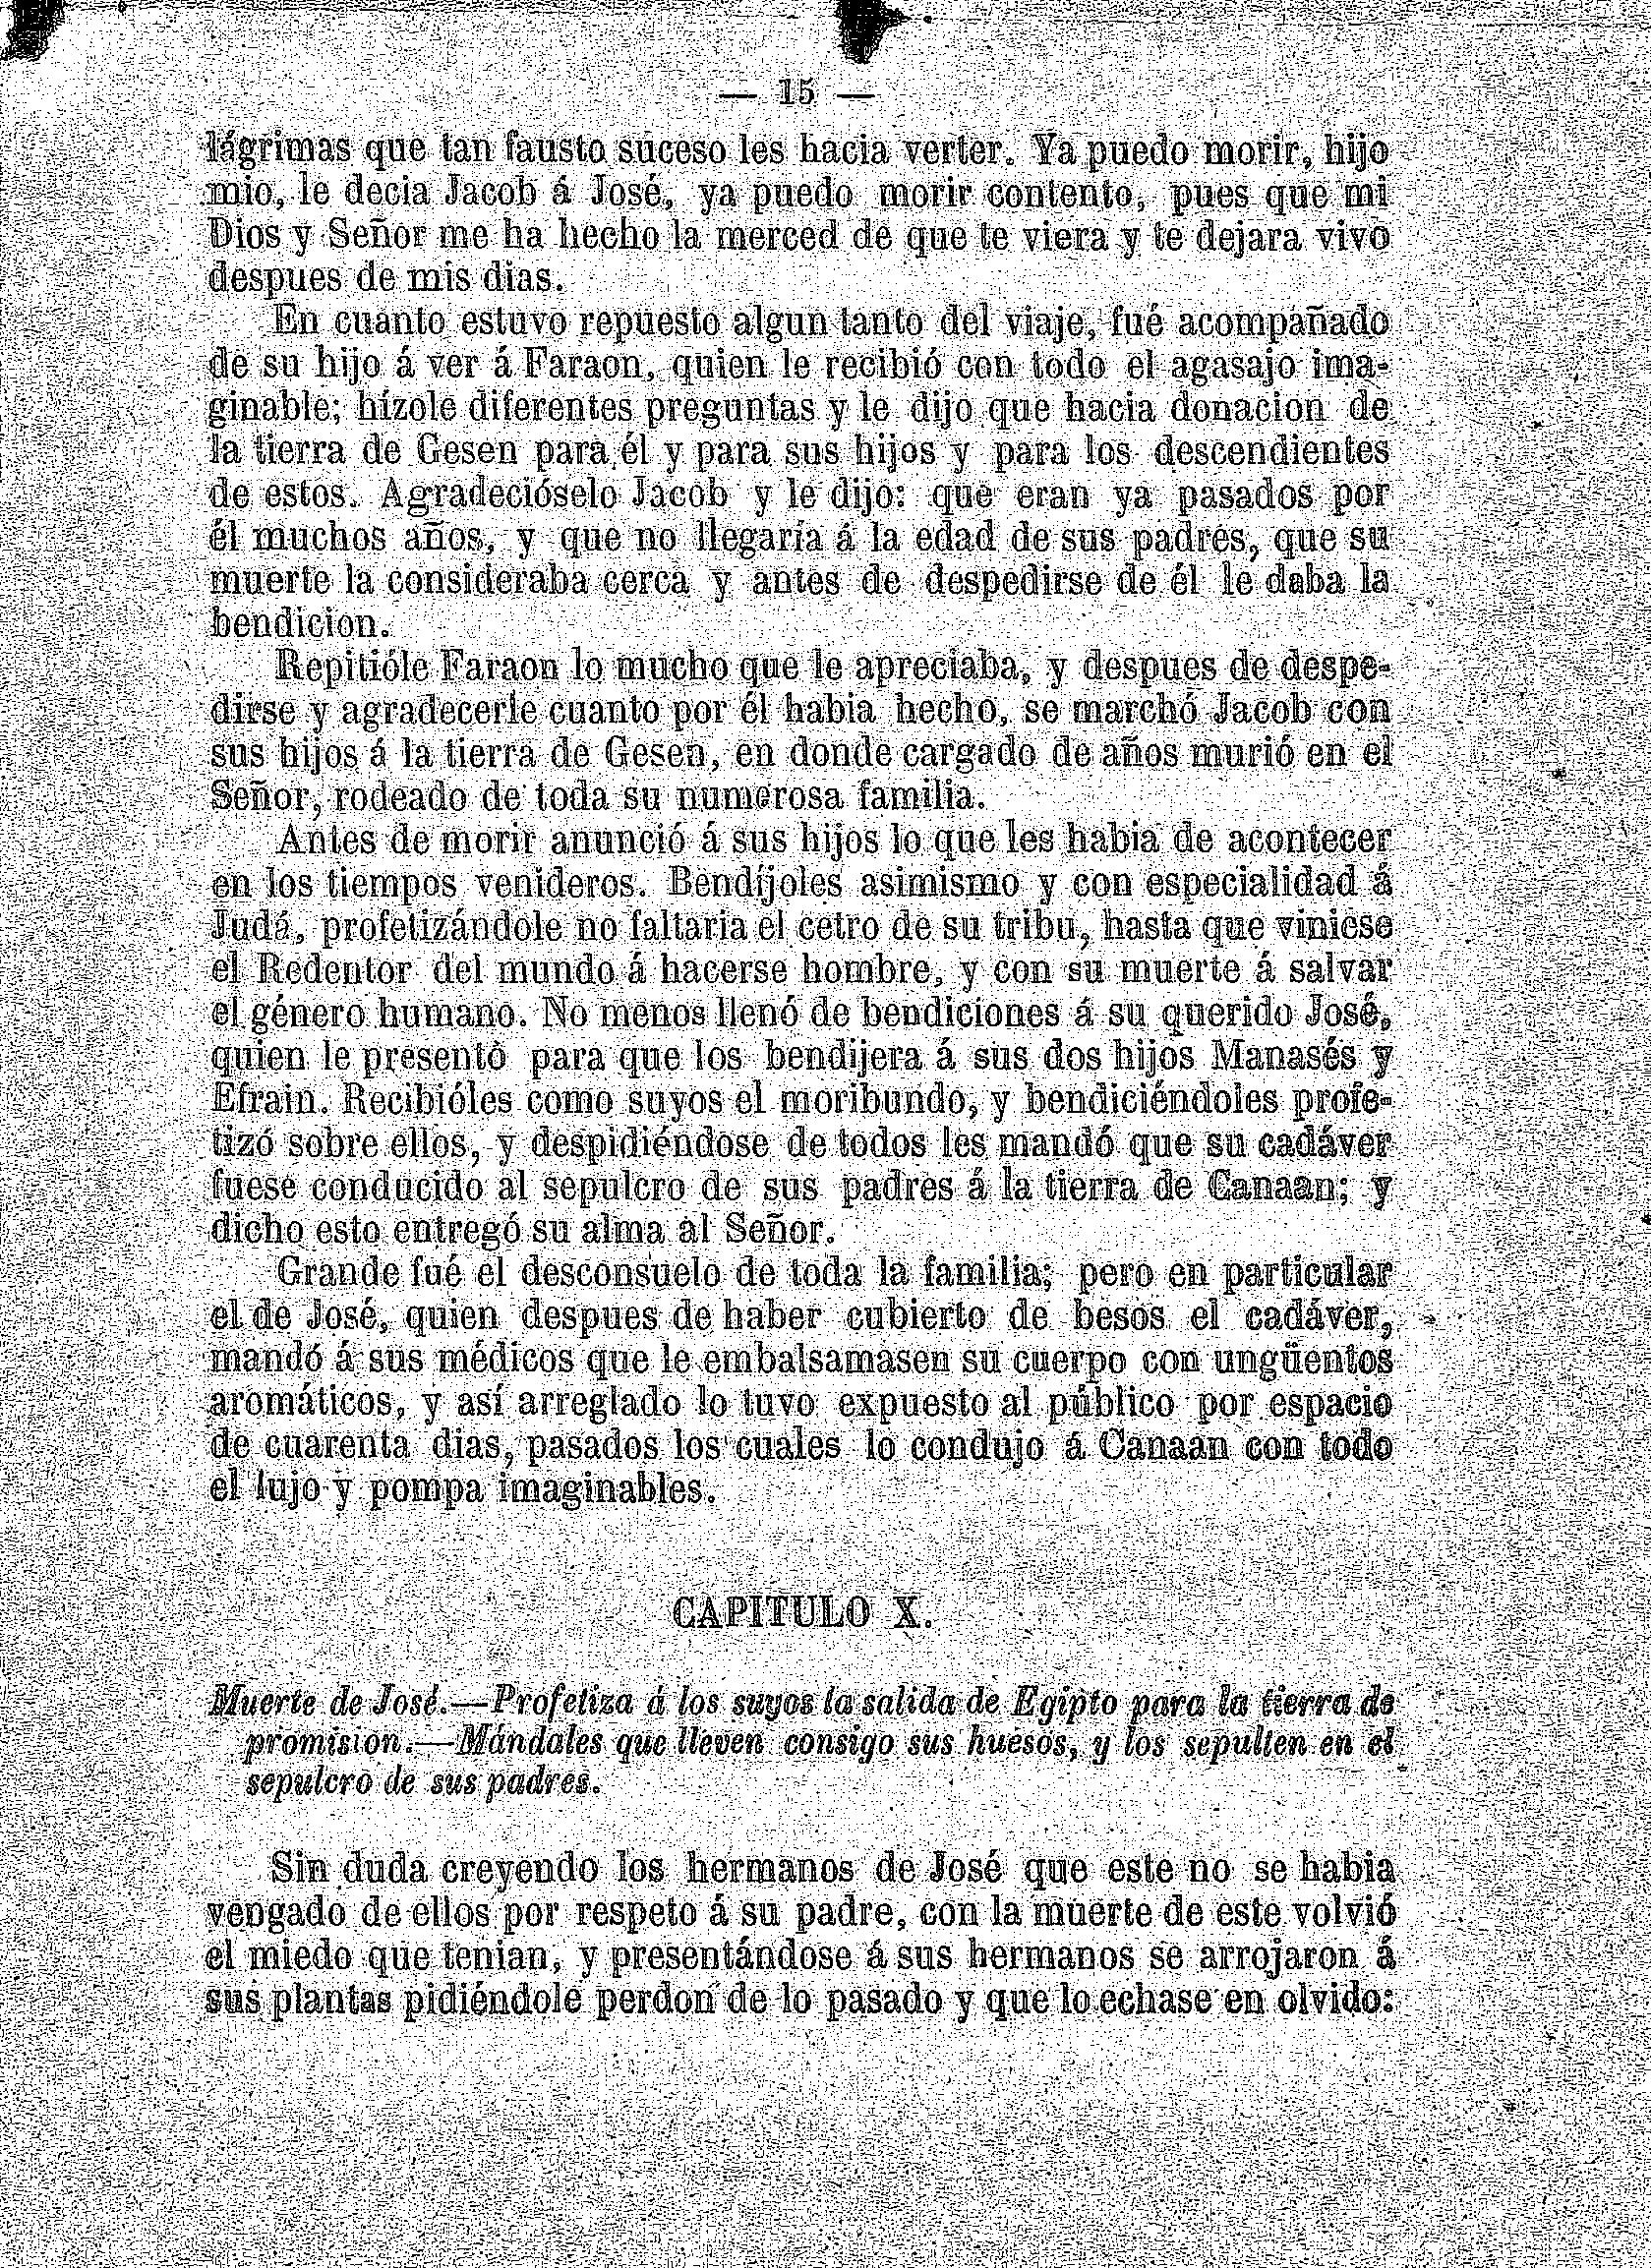 — 15 —
lágrimas que tan fausto suceso les hacia verter. Ya puedo morir, hijo
mio, le decia Jacob á José, ya puedo morir contento, pues que mi
Dios y Señor me ha hecho la merced de que te viera y te dejara vivo
despues de mis dias.
En cuanto estuvo repuesto algun tanto del viaje, fué acompañado
de su hijo á ver á Faraon, quien le recibió con todo el agasajo ima-
ginable; hízole diferentes preguntas y le dijo que hacia donacion de
la tierra de Gesen para él y para sus hijos y para los descendientes
de estos. Agradecióselo Jacob y le dijo: que eran ya pasados por
él muchos años, y que no llegaría á la edad de sus padres, que su
muerte la consideraba cerca y antes de despedirse de él le daba la
bendicion.
Repitióle Faraon lo mucho que le apreciaba, y despues de despe-
dirse y agradecerle cuanto por él habia hecho, se marchó Jacob con
sus hijos á la tierra de Gesen, en donde cargado de años murió en el
Señor, rodeado de toda su numerosa familia.
Antes de morir anunció á sus hijos lo que les habia de acontecer
en los tiempos venideros. Bendíjoles asimismo y con especialidad á
Judá, profetizándole no faltaria el cetro de su tribu, hasta que viniese
el Redentor del mundo á hacerse hombre, y con su muerte á salvar
el género humano. No menos llenó de bendiciones á su querido José,
quien le presentó para que los bendijera á sus dos hijos Manasés y
Efrain. Recibióles como suyos el moribundo, y bendiciéndoles profe-
tizó sobre ellos, y despidiéndose de todos les mandó que su cadáver
fuese conducido al sepulcro de sus padres á la tierra de Canaan; y
dicho esto entregó su alma al Señor.
Grande fué el desconsuelo de toda la familia; pero en particular
el de José, quien despues de haber cubierto de besos el cadáver,
mandó á sus médicos que le embalsamasen su cuerpo con ungüentos
aromáticos, y así arreglado lo tuvo expuesto al público por espacio
de cuarenta dias, pasados los cuales lo condujo á Canaan con todo
el lujo y pompa imaginables.
CAPITULO X.
Muerte de José.—Profetiza á los suyos la salida de Egipto para la tierra de
promision.—Mándales que lleven consigo sus huesos, y los sepulten en el
sepulcro de sus padres.
Sin duda creyendo los hermanos de José que este no se habia
vengado de ellos por respeto á su padre, con la muerte de este volvió
el miedo que tenian, y presentándose á sus hermanos se arrojaron á
sus plantas pidiéndole perdon de lo pasado y que lo echase en olvido: